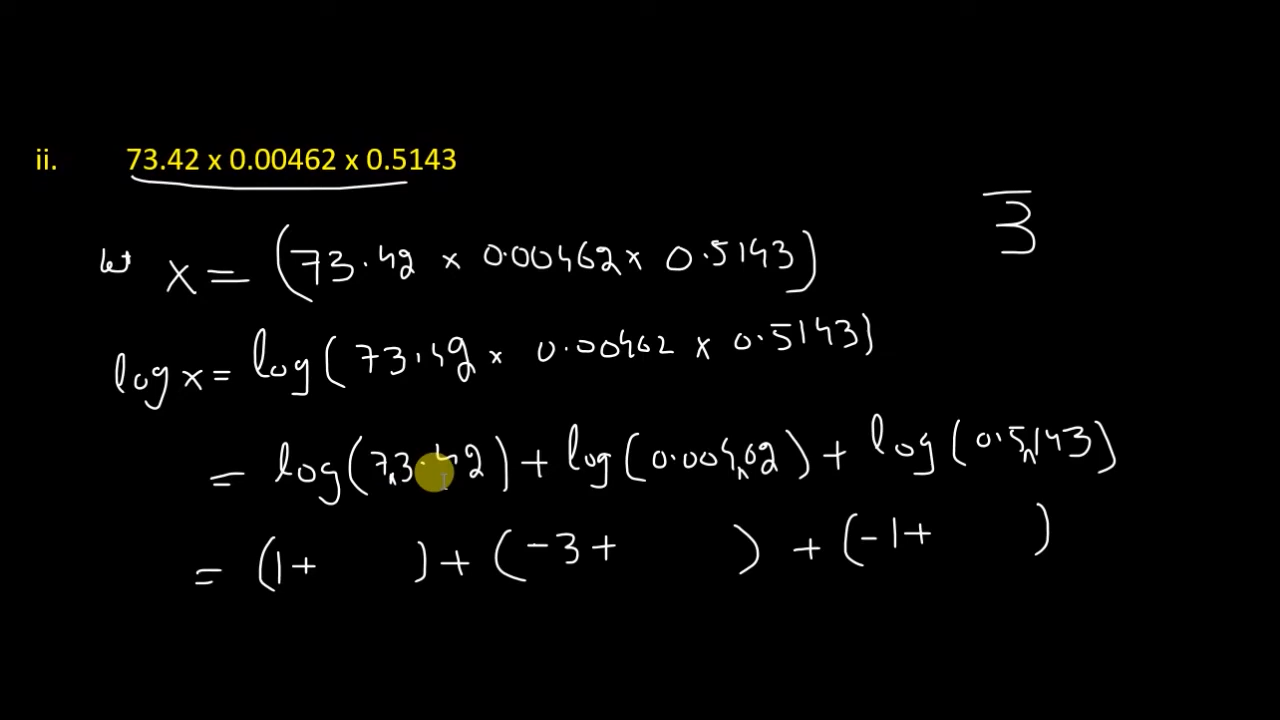 ii. 73.42 x 0.00462 x 0.5143
3̅
let x = (73.42 x 0.00462 x 0.5143)
log x = log(73.42 x 0.00462 x 0.5143)
= log(73.42) + log(0.00462) + log(0.5143)
= (1+ ) + (-3+ ) + (-1+ )